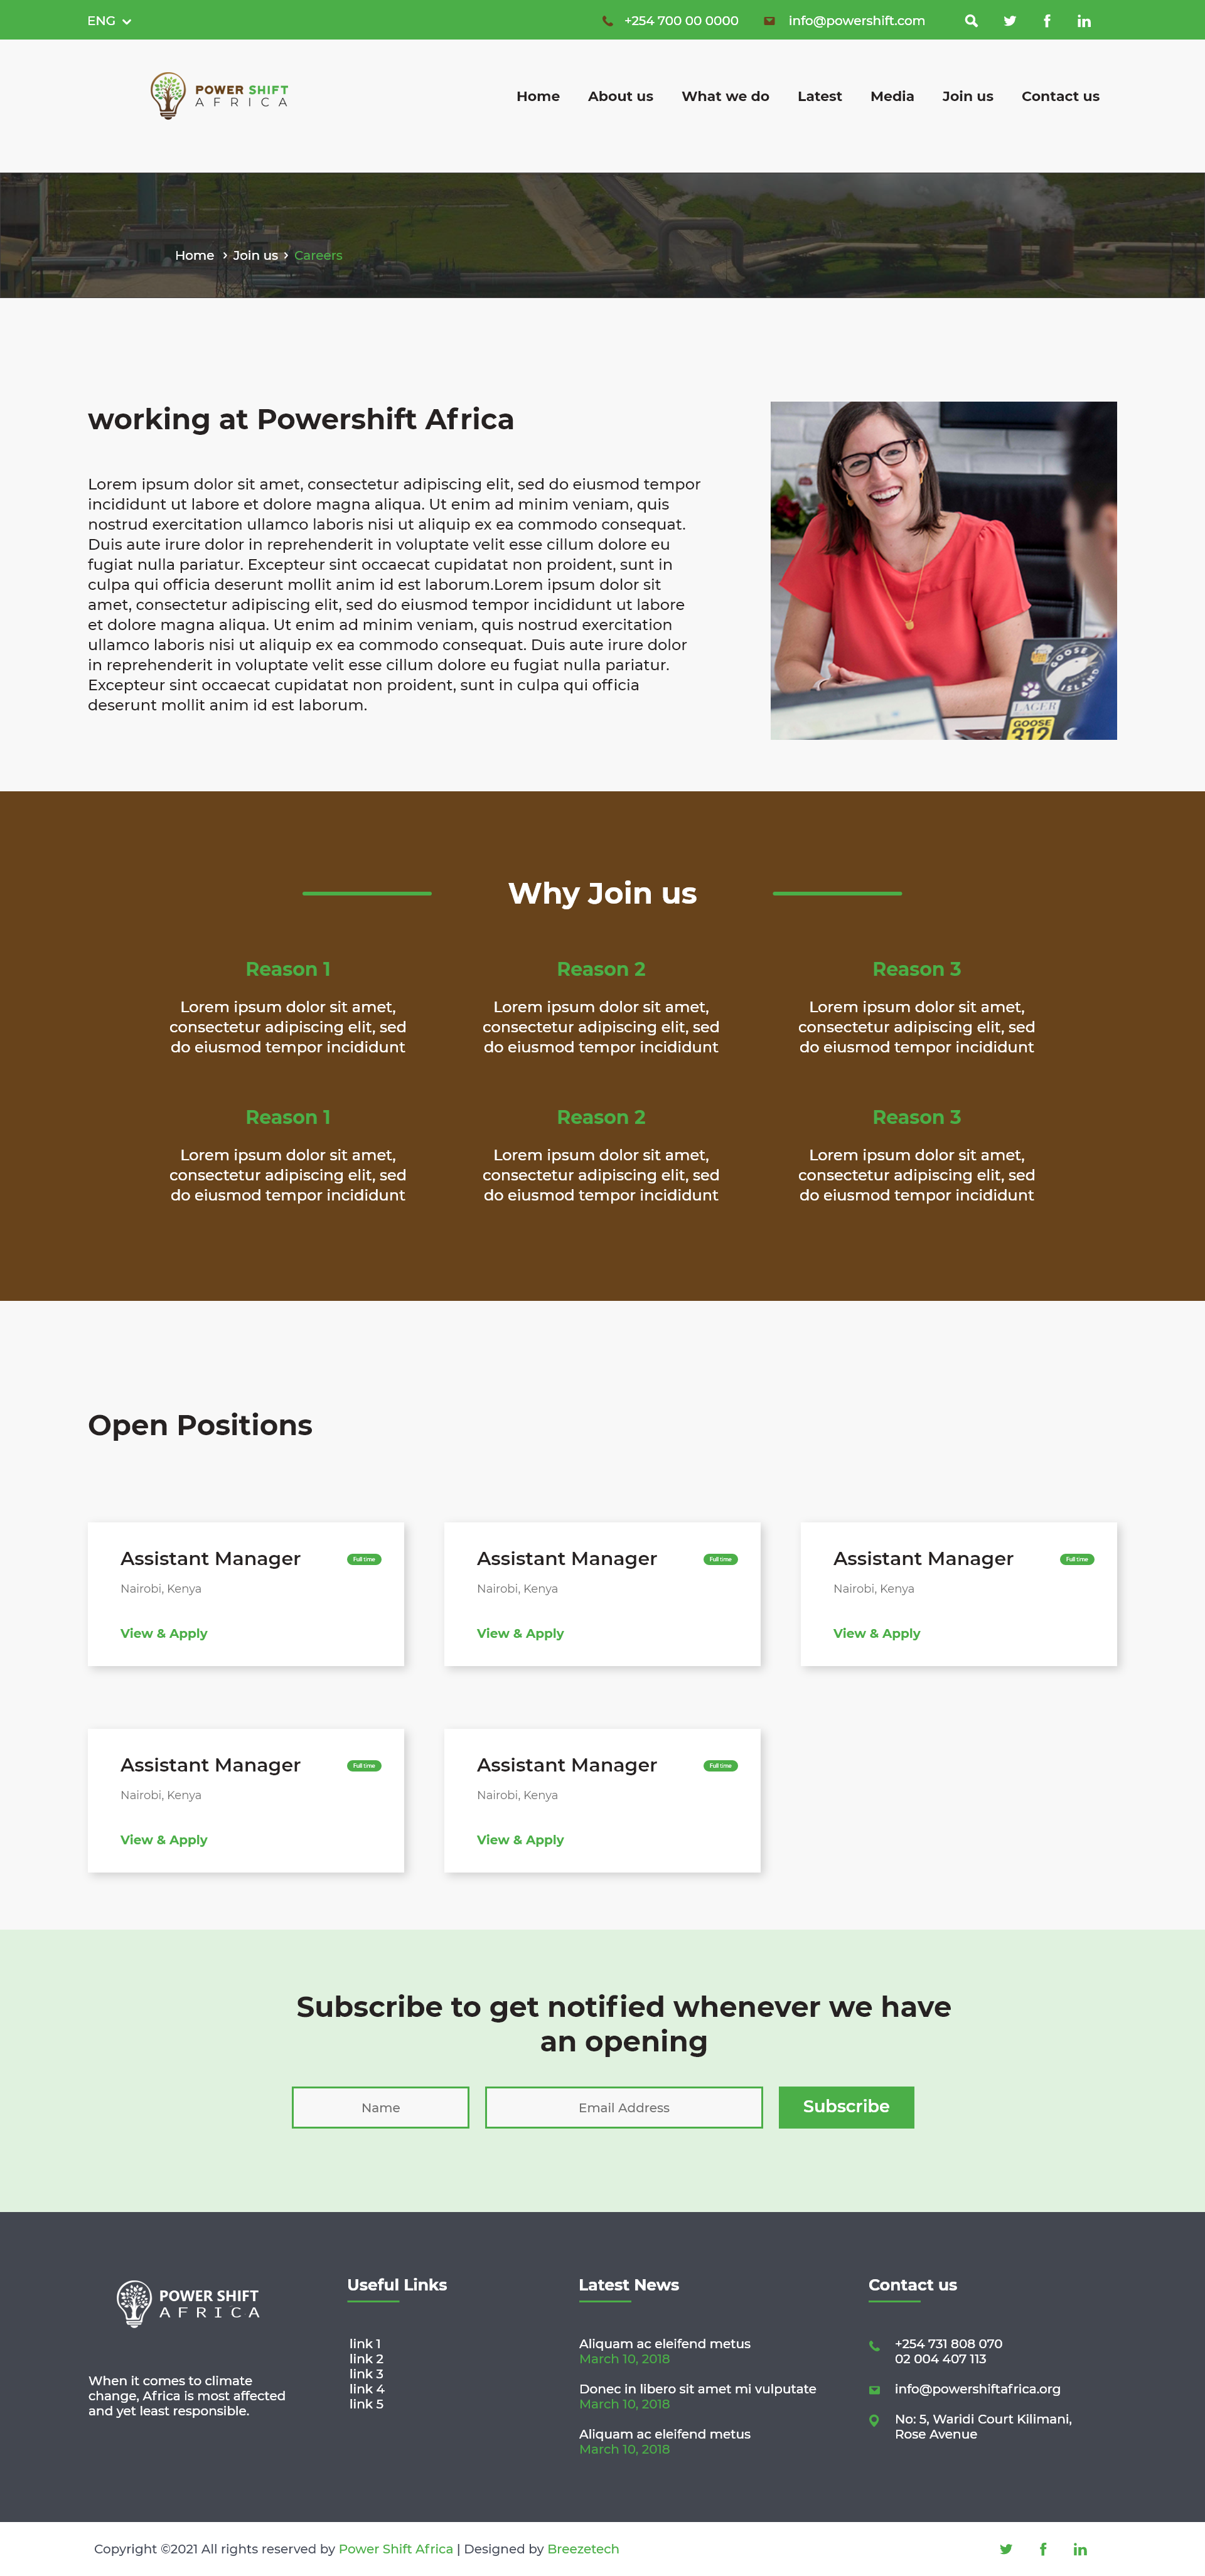 ENG
+254 700 00 0000
info@powershift.com
POWER SHIFT
AFRICA
Home
About us
What we do
Latest
Media
Join us
Contact us
Home › Join us › Careers
working at Powershift Africa
Lorem ipsum dolor sit amet, consectetur adipiscing elit, sed do eiusmod tempor
incididunt ut labore et dolore magna aliqua. Ut enim ad minim veniam, quis
nostrud exercitation ullamco laboris nisi ut aliquip ex ea commodo consequat.
Duis aute irure dolor in reprehenderit in voluptate velit esse cillum dolore eu
fugiat nulla pariatur. Excepteur sint occaecat cupidatat non proident, sunt in
culpa qui officia deserunt mollit anim id est laborum.Lorem ipsum dolor sit
amet, consectetur adipiscing elit, sed do eiusmod tempor incididunt ut labore
et dolore magna aliqua. Ut enim ad minim veniam, quis nostrud exercitation
ullamco laboris nisi ut aliquip ex ea commodo consequat. Duis aute irure dolor
in reprehenderit in voluptate velit esse cillum dolore eu fugiat nulla pariatur.
Excepteur sint occaecat cupidatat non proident, sunt in culpa qui officia
deserunt mollit anim id est laborum.
GOOSE
ISLAND
LAGER
GOOSE
312
Why Join us
Reason 1
Lorem ipsum dolor sit amet,
consectetur adipiscing elit, sed
do eiusmod tempor incididunt
Reason 2
Lorem ipsum dolor sit amet,
consectetur adipiscing elit, sed
do eiusmod tempor incididunt
Reason 3
Lorem ipsum dolor sit amet,
consectetur adipiscing elit, sed
do eiusmod tempor incididunt
Reason 1
Lorem ipsum dolor sit amet,
consectetur adipiscing elit, sed
do eiusmod tempor incididunt
Reason 2
Lorem ipsum dolor sit amet,
consectetur adipiscing elit, sed
do eiusmod tempor incididunt
Reason 3
Lorem ipsum dolor sit amet,
consectetur adipiscing elit, sed
do eiusmod tempor incididunt
Open Positions
Assistant Manager
Full time
Nairobi, Kenya
View & Apply
Assistant Manager
Full time
Nairobi, Kenya
View & Apply
Assistant Manager
Full time
Nairobi, Kenya
View & Apply
Assistant Manager
Full time
Nairobi, Kenya
View & Apply
Assistant Manager
Full time
Nairobi, Kenya
View & Apply
Subscribe to get notified whenever we have
an opening
Name
Email Address
Subscribe
POWER SHIFT
AFRICA
When it comes to climate
change, Africa is most affected
and yet least responsible.
Useful Links
link 1
link 2
link 3
link 4
link 5
Latest News
Aliquam ac eleifend metus
March 10, 2018
Donec in libero sit amet mi vulputate
March 10, 2018
Aliquam ac eleifend metus
March 10, 2018
Contact us
+254 731 808 070
02 004 407 113
info@powershiftafrica.org
No: 5, Waridi Court Kilimani,
Rose Avenue
Copyright ©2021 All rights reserved by Power Shift Africa | Designed by Breezetech